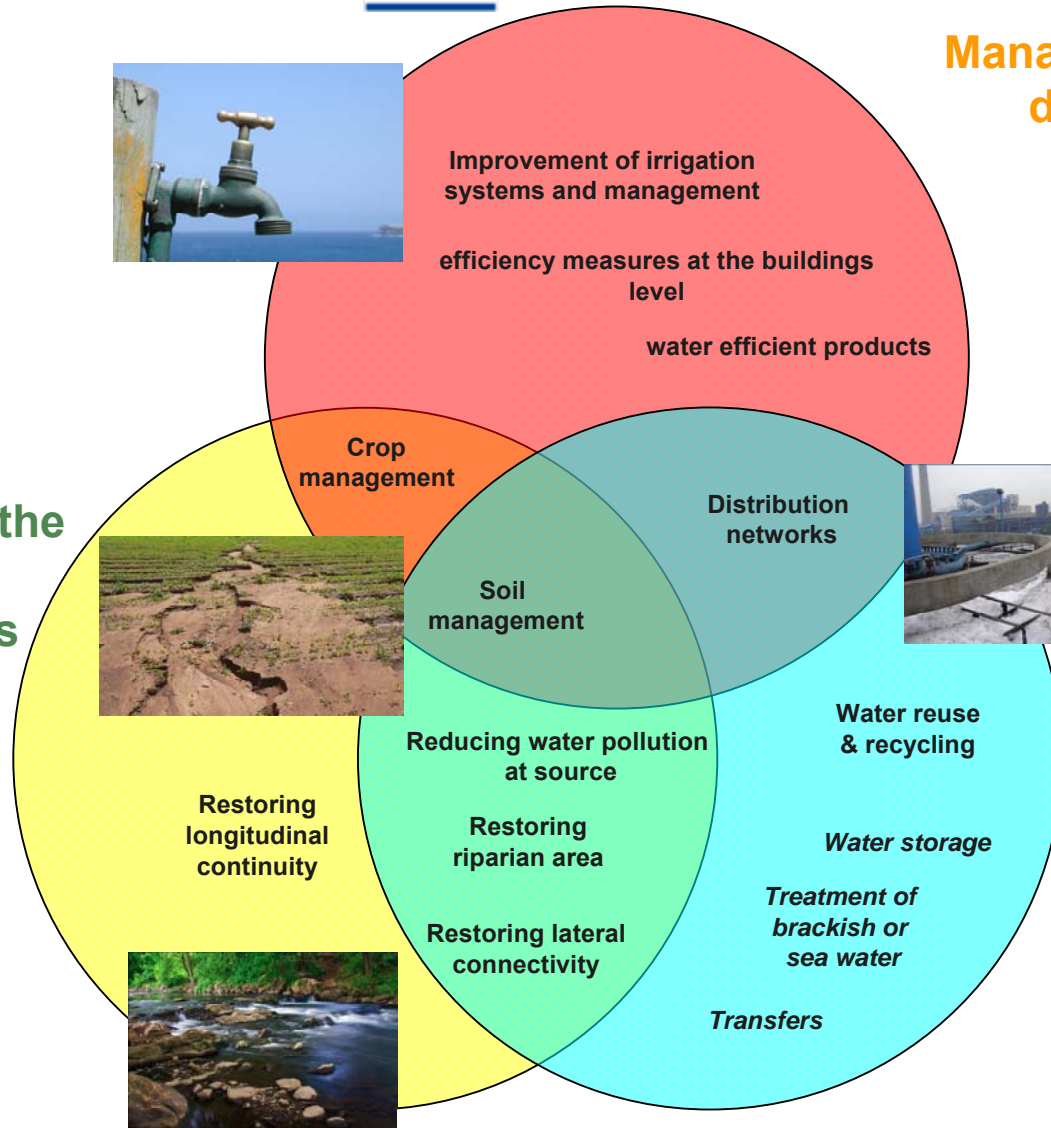 Improvement of irrigation
systems and management
efficiency measures at the buildings
level
water efficient products
Crop
management
the
Distribution
networks
Soil
management
Water reuse
& recycling
Reducing water pollution
at source
Restoring
longitudinal
continuity
Restoring
riparian area
Water storage
Treatment of
brackish or
sea water
Restoring lateral
connectivity
Transfers